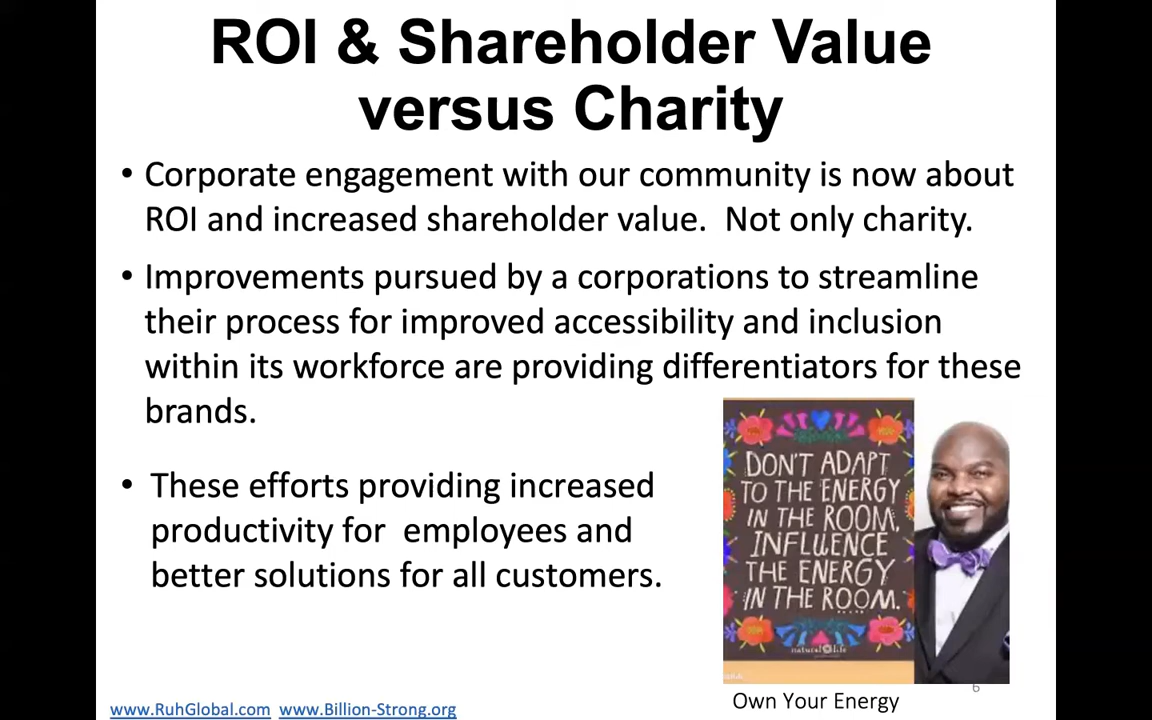 ROI & Shareholder Value
versus Charity
• Corporate engagement with our community is now about
ROI and increased shareholder value.  Not only charity.
• Improvements pursued by a corporations to streamline
their process for improved accessibility and inclusion
within its workforce are providing differentiators for these
brands.
• These efforts providing increased
productivity for  employees and
better solutions for all customers.
DON'T ADAPT
TO THE ENERGY
IN THE ROOM.
INFLUENCE
THE ENERGY
IN THE ROOM.
natural life
Own Your Energy
6
www.RuhGlobal.com www.Billion-Strong.org